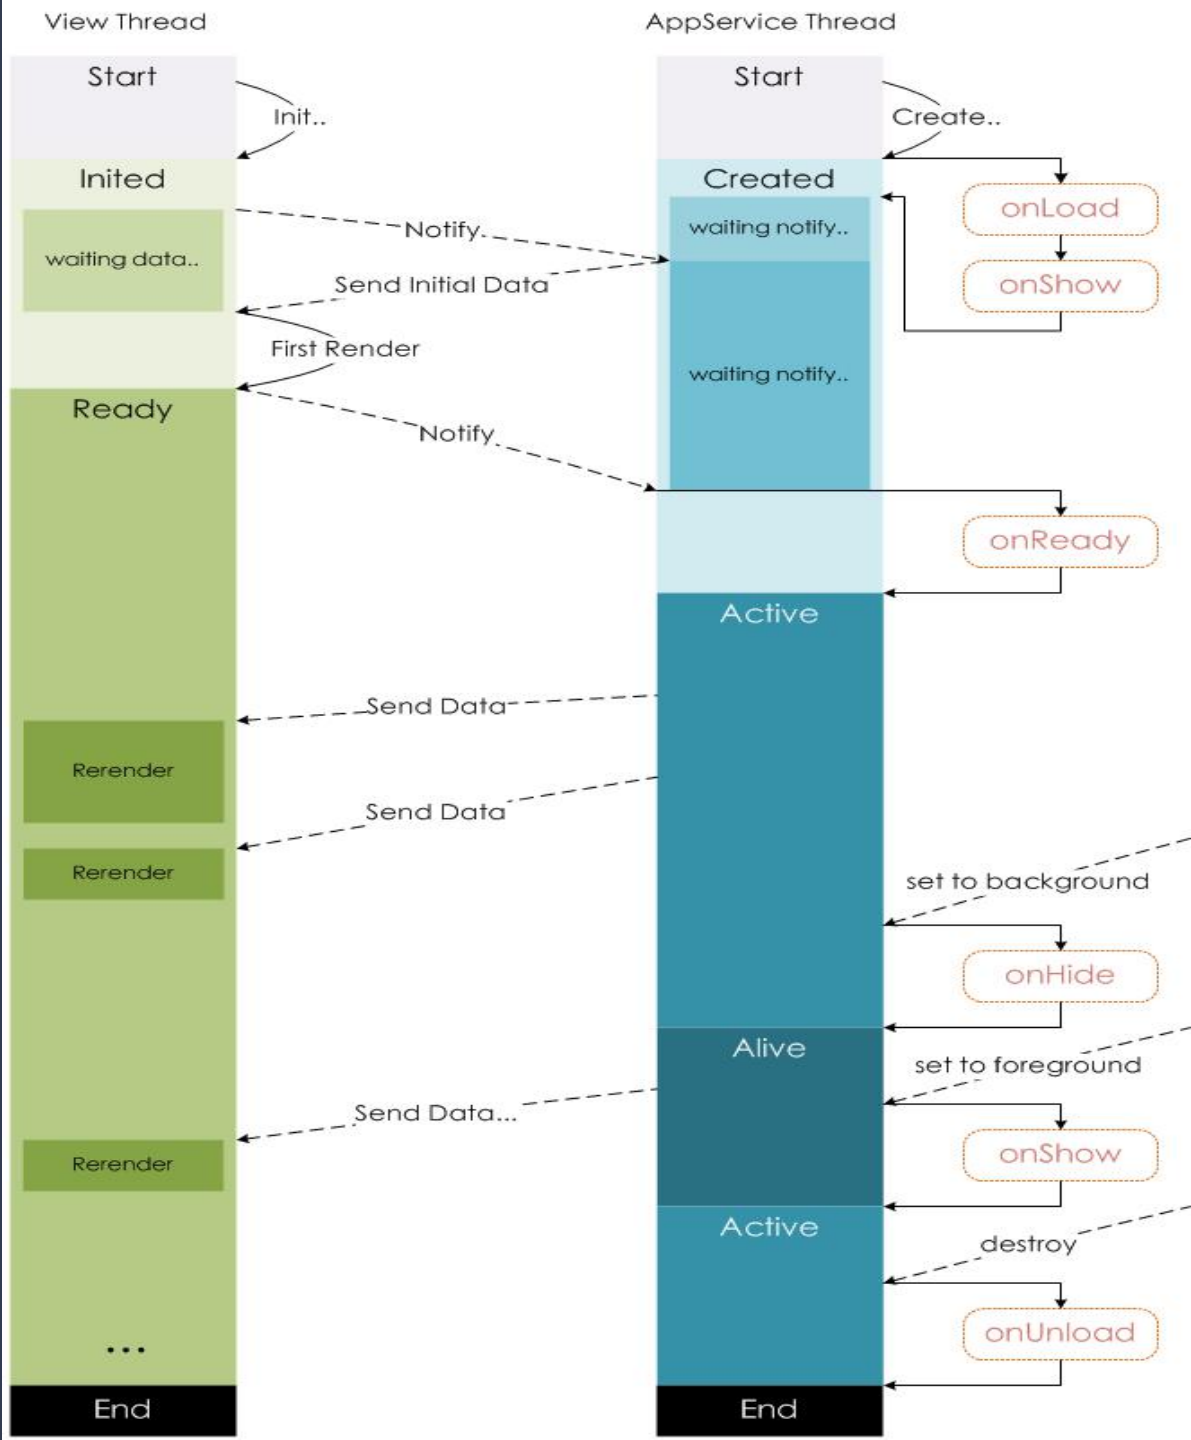 View Thread
AppService Thread
Start
Start
Init..
Create..
Inited
Created
onLoad
Notify
waiting notify..
waiting data..
Send Initial Data
onShow
First Render
waiting notify..
Ready
Notify
onReady
Active
Send Data
Rerender
Send Data
Rerender
set to background
onHide
Alive
set to foreground
Send Data...
onShow
Rerender
Active
destroy
onUnload
...
End
End